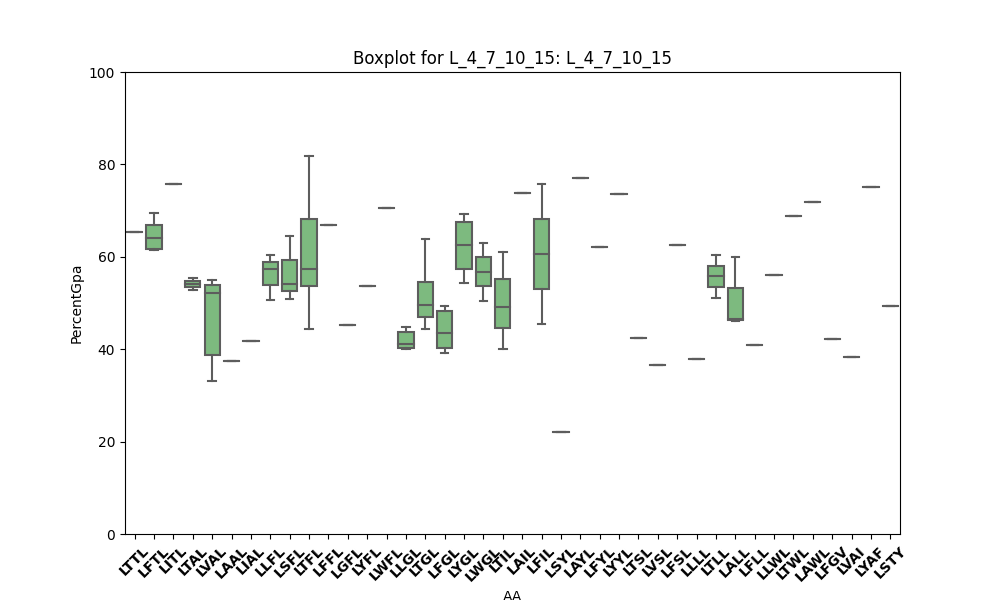 Boxplot for L_4_7_10_15: L_4_7_10_15
100
80
60
40
20
0
PercentGpa
LTTL LFTL LITL LTAL LVAL LAAL LIAL LLFL LSFL LTFL LFFL LGFL LYFL LWFL LLGL LTGL LFGL LYGL LWGL LTIL LAIL LFIL LSYL LAYL LFYL LYYL LTSL LVSL LFSL LLLL LTLL LALL LFLL LLWL LTWL LAWL LFGV LVAI LYAF LSTY
AA